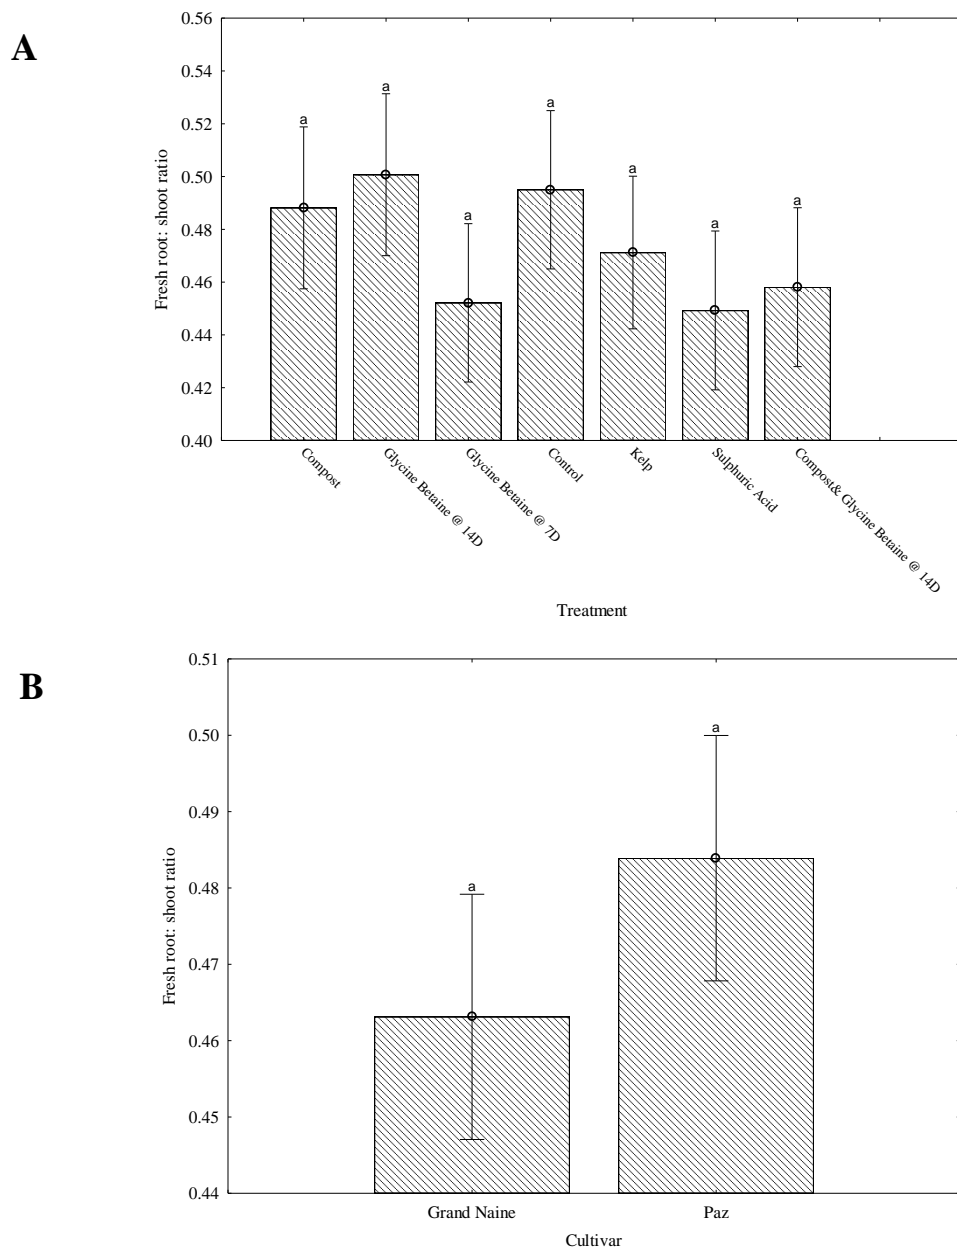 A
Fresh root: shoot ratio
0.56
0.54
0.52
0.50
0.48
0.46
0.44
0.42
0.40
a
a
a
a
a
a
a
Compost
Glycine Betaine @ 14D
Glycine Betaine @ 7D
Control
Kelp
Sulphuric Acid
Compost& Glycine Betaine @ 14D
Treatment
B
Fresh root: shoot ratio
0.51
0.50
0.49
0.48
0.47
0.46
0.45
0.44
a
a
Grand Naine
Paz
Cultivar